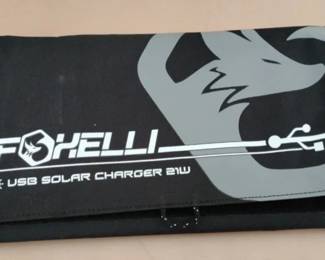 FOXELLI
USB SOLAR CHARGER 21W